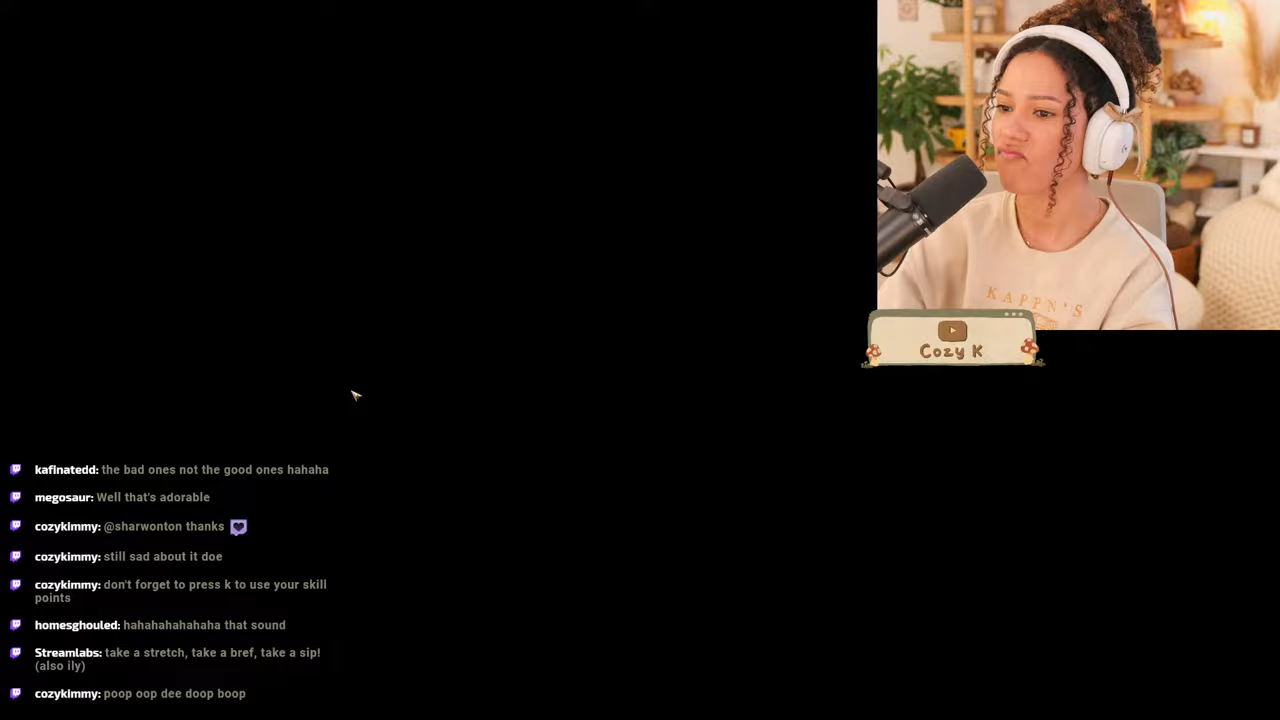 KAPPN'S
Cozy K
kafinatedd: the bad ones not the good ones hahaha
megosaur: Well that's adorable
cozykimmy: @sharwonton thanks
cozykimmy: still sad about it doe
cozykimmy: don't forget to press k to use your skill
points
homesghouled: hahahahahaha that sound
Streamlabs: take a stretch, take a bref, take a sip!
(also ily)
cozykimmy: poop oop dee doop boop